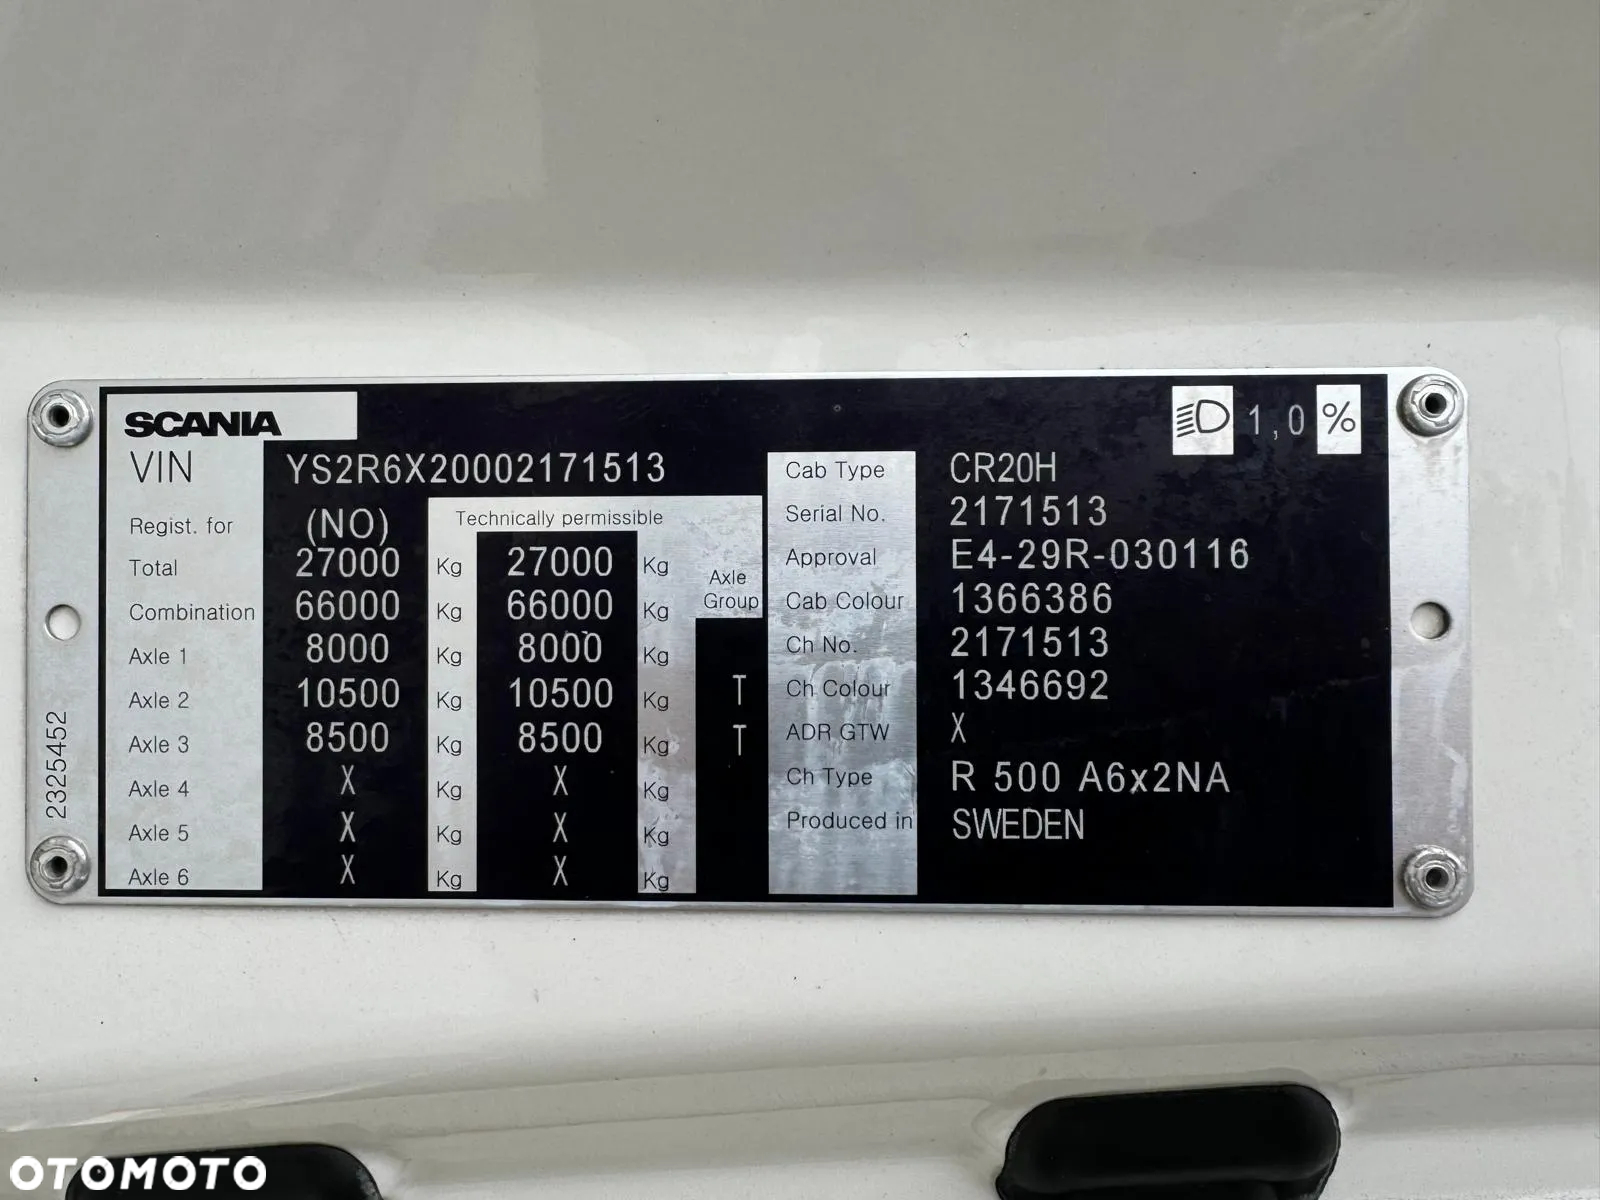 SCANIA
1,0 %
VIN YS2R6X20002171513
Regist. for (NO)
Technically permissible
Total 27000 Kg 27000 Kg
Axle Group
Combination 66000 Kg 66000 Kg
Axle 1 8000 Kg 8000 Kg
Axle 2 10500 Kg 10500 Kg T
Axle 3 8500 Kg 8500 Kg T
Axle 4 X Kg X Kg
Axle 5 X Kg X Kg
Axle 6 X Kg X Kg
Cab Type CR20H
Serial No. 2171513
Approval E4-29R-030116
Cab Colour 1366386
Ch No. 2171513
Ch Colour 1346692
ADR GTW X
Ch Type R 500 A6x2NA
Produced in SWEDEN
2325452
OTOMOTO